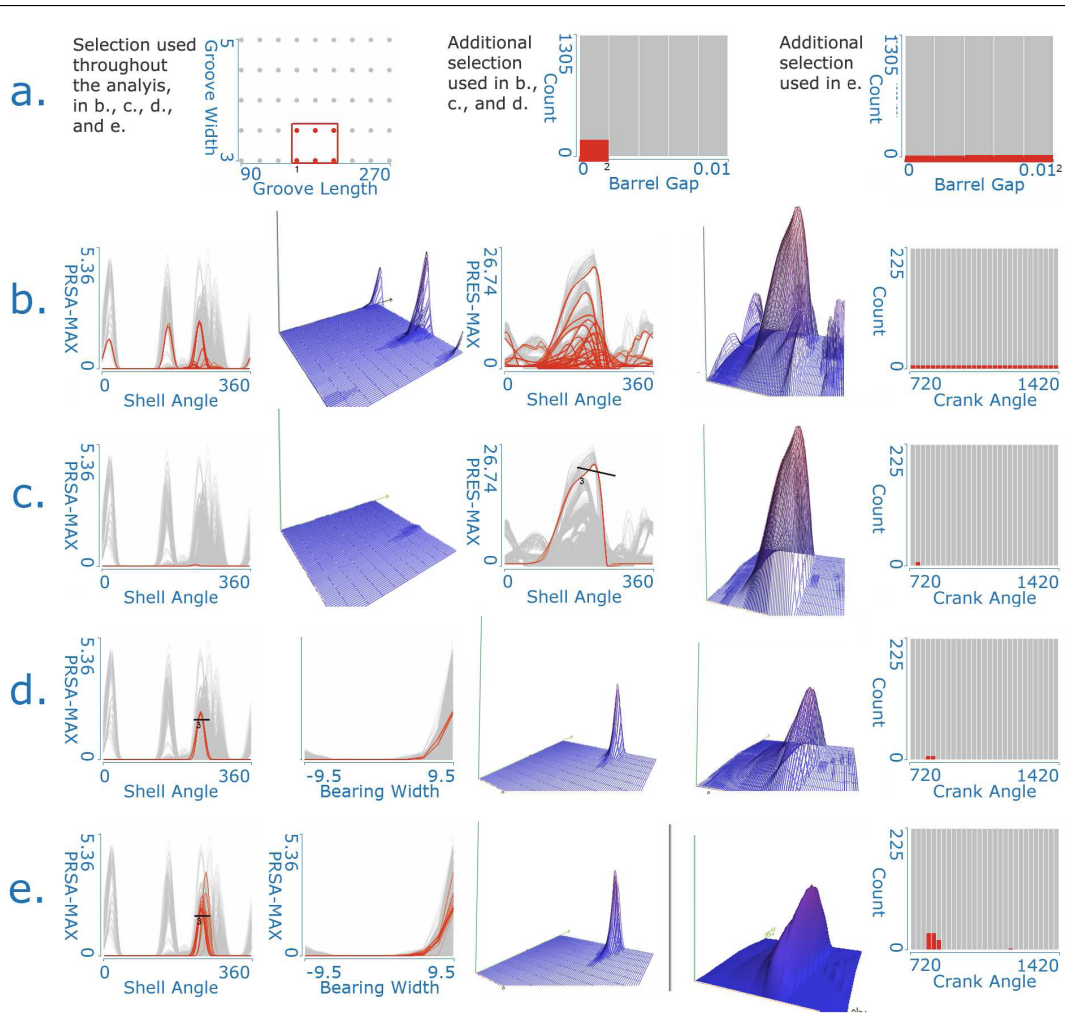 a.
Selection used
throughout
the analyis,
in b., c., d.,
and e.
5
Groove Width
3
90
1
270
Groove Length
Additional
selection
used in b.,
c., and d.
1305
Count
0
0
2
0.01
Barrel Gap
Additional
selection
used in e.
1305
Count
0
0
0.01
2
Barrel Gap
b.
5.36
PRSA-MAX
0
0
360
Shell Angle
26.74
PRES-MAX
0
0
360
Shell Angle
225
Count
0
720
1420
Crank Angle
c.
5.36
PRSA-MAX
0
0
360
Shell Angle
26.74
PRES-MAX
0
3
0
360
Shell Angle
225
Count
0
720
1420
Crank Angle
d.
5.36
PRSA-MAX
0
3
0
360
Shell Angle
-9.5
9.5
Bearing Width
225
Count
0
720
1420
Crank Angle
e.
5.36
PRSA-MAX
0
3
0
360
Shell Angle
5.36
PRSA-MAX
0
-9.5
9.5
Bearing Width
225
Count
0
720
1420
Crank Angle